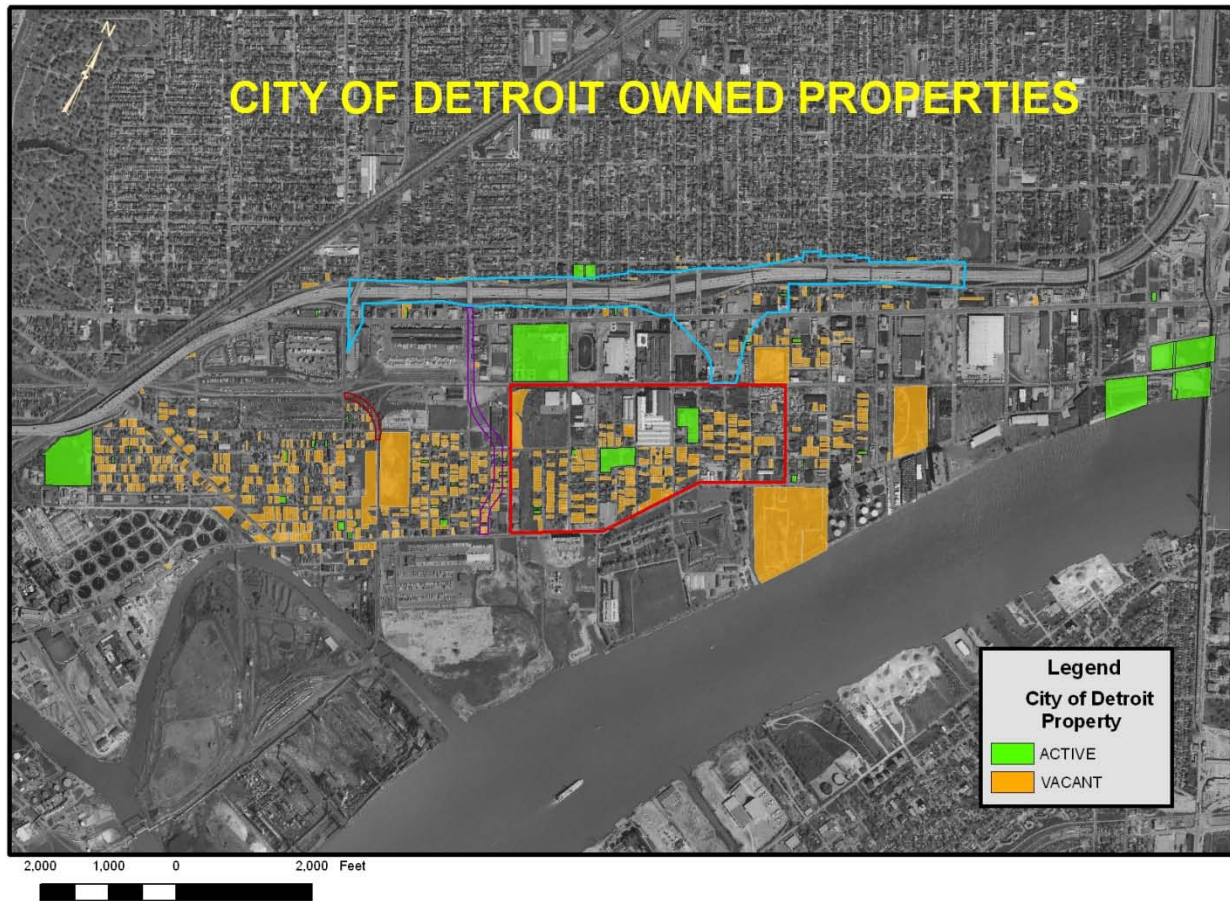 N
CITY OF DETROIT OWNED PROPERTIES
Legend
City of Detroit
Property
ACTIVE
VACANT
2,000 1,000 0 2,000 Feet